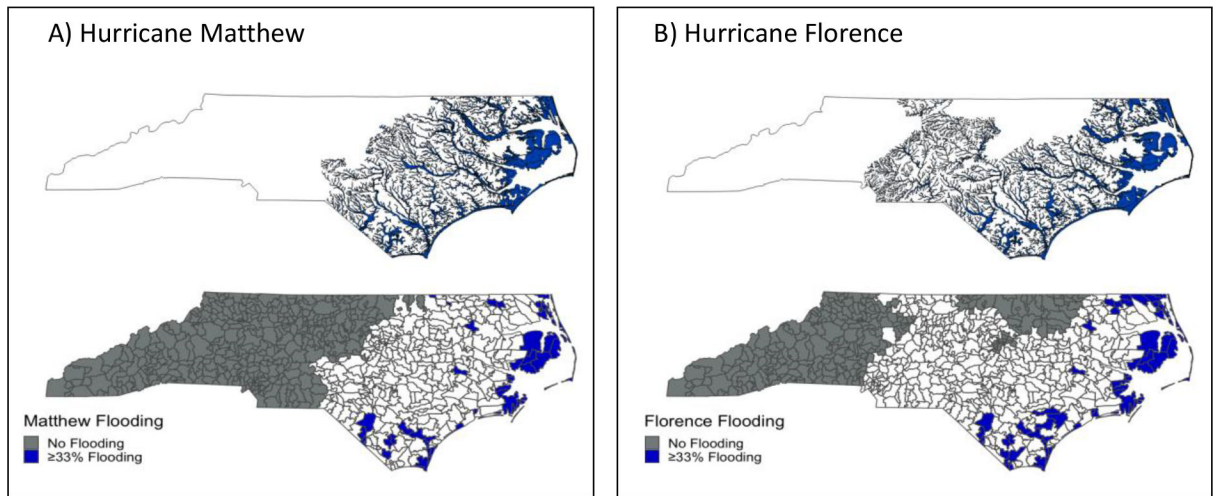 A) Hurricane Matthew
Matthew Flooding
No Flooding
≥33% Flooding
B) Hurricane Florence
Florence Flooding
No Flooding
≥33% Flooding